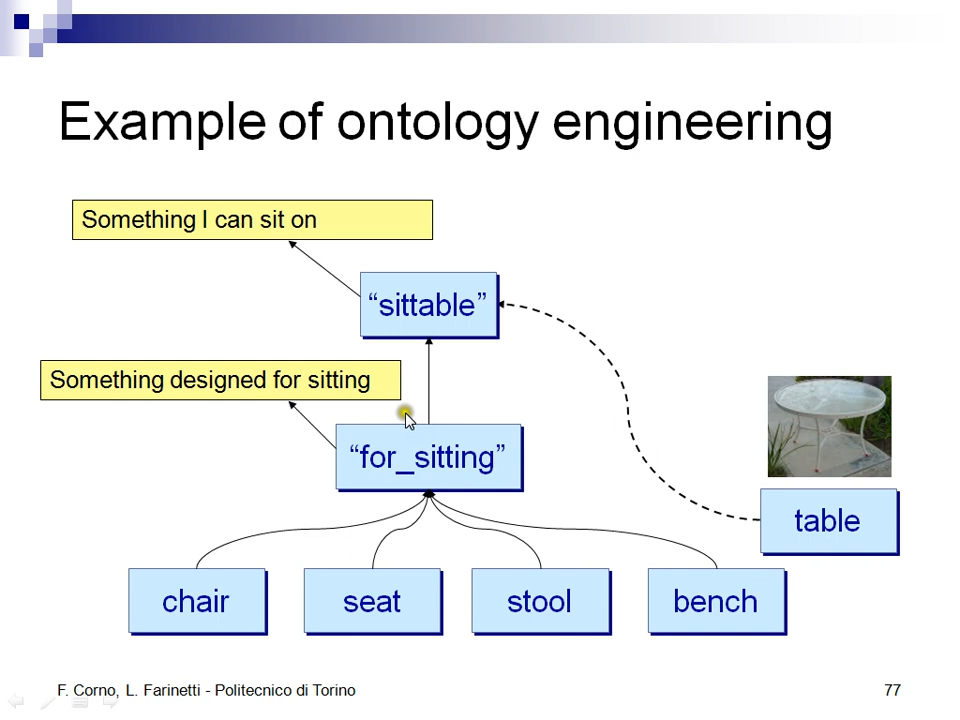 Example of ontology engineering
Something I can sit on
“sittable”
Something designed for sitting
“for_sitting”
table
chair
seat
stool
bench
F. Corno, L. Farinetti - Politecnico di Torino
77